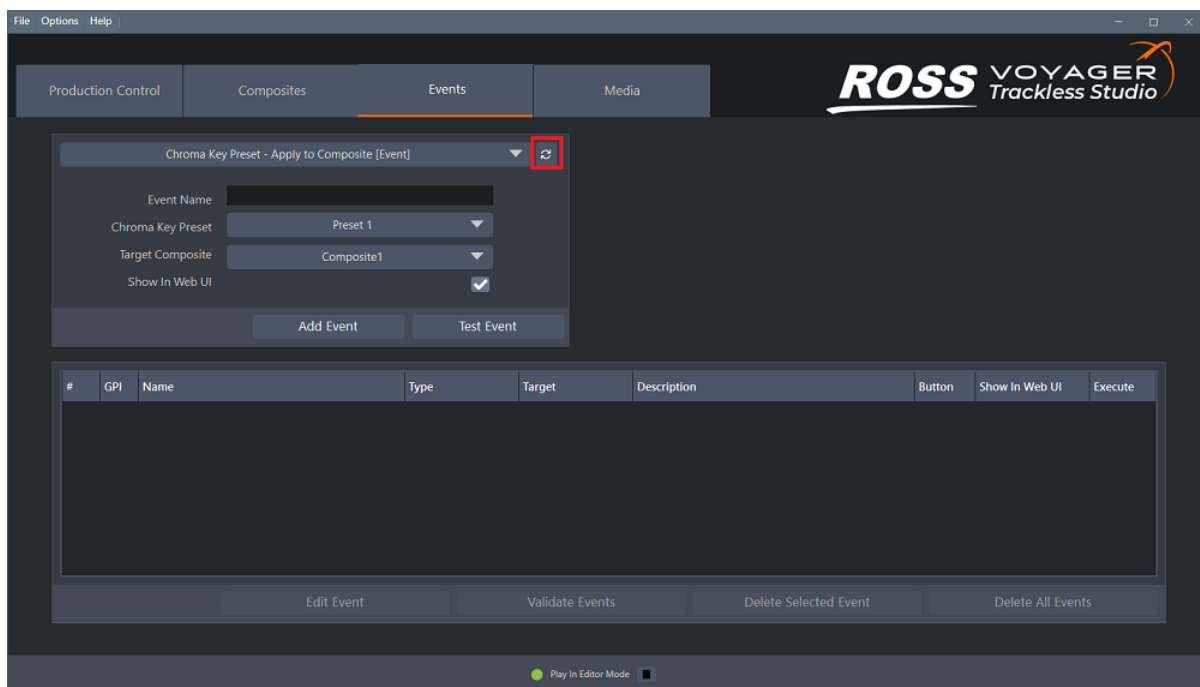 File Options Help
ROSS VOYAGER
Trackless Studio
Production Control Composites Events Media
Chroma Key Preset - Apply to Composite [Event]
Event Name
Chroma Key Preset Preset 1
Target Composite Composite1
Show In Web UI
Add Event Test Event
# GPI Name Type Target Description Button Show In Web UI Execute
Edit Event Validate Events Delete Selected Event Delete All Events
Play In Editor Mode